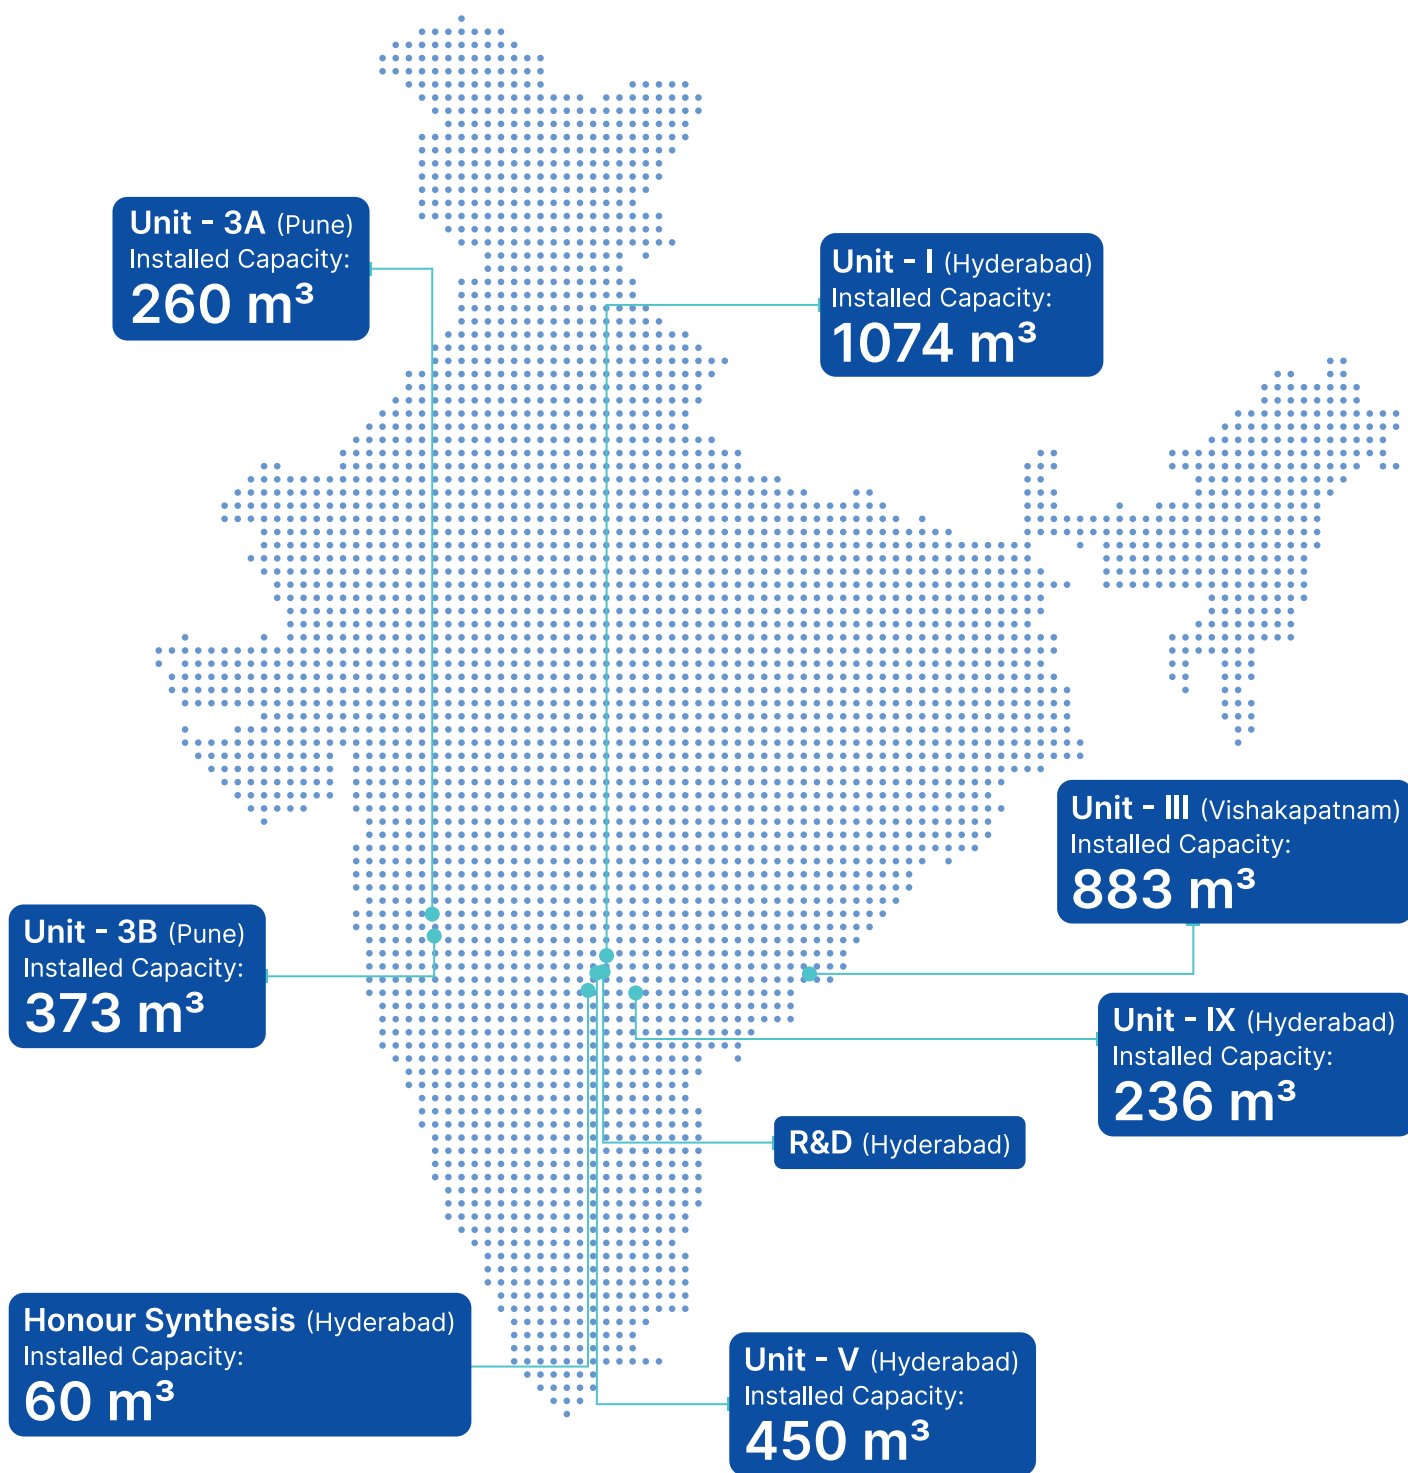 Unit - 3A (Pune)
Installed Capacity:
260 m³
Unit - I (Hyderabad)
Installed Capacity:
1074 m³
Unit - III (Vishakapatnam)
Installed Capacity:
883 m³
Unit - 3B (Pune)
Installed Capacity:
373 m³
Unit - IX (Hyderabad)
Installed Capacity:
236 m³
R&D (Hyderabad)
Honour Synthesis (Hyderabad)
Installed Capacity:
60 m³
Unit - V (Hyderabad)
Installed Capacity:
450 m³